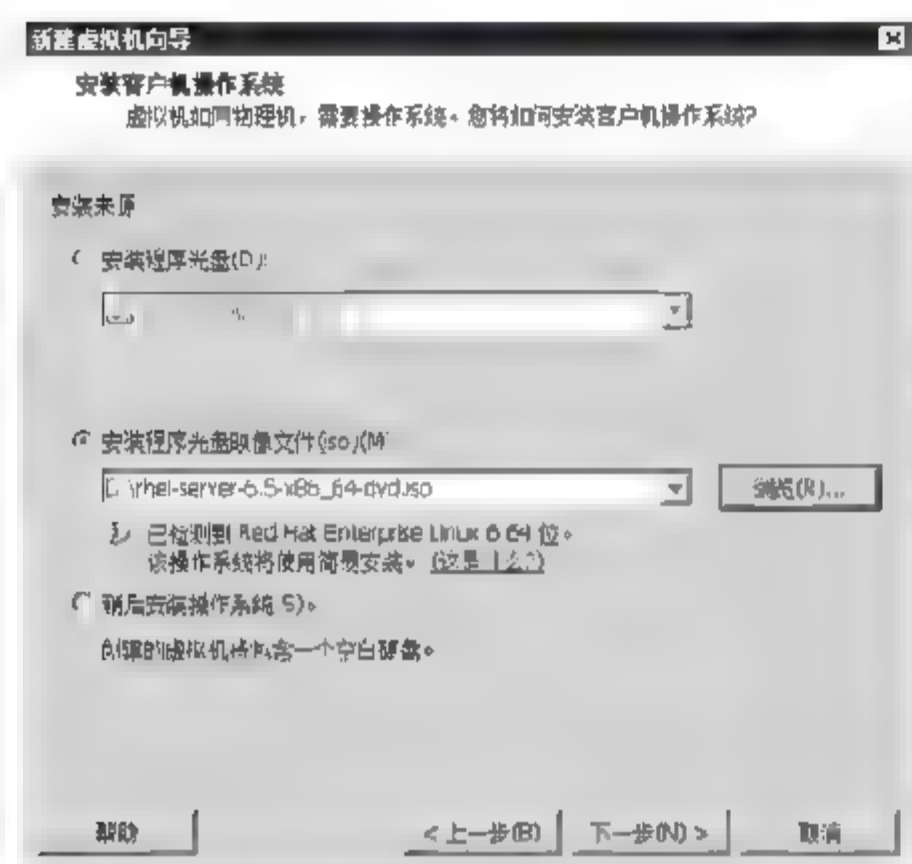 新建虚拟机向导
安装客户机操作系统
虚拟机如同物理机，需要操作系统。您将如何安装客户机操作系统?
安装来源
安装程序光盘(D):
安装程序光盘映像文件(iso)(M)
\rhel-server-6.5-x86_64-dvd.iso
浏览(R)...
已检测到 Red Hat Enterprise Linux 6 64 位。
该操作系统将使用简易安装。(这是什么?)
稍后安装操作系统(S)。
创建的虚拟机将包含一个空白硬盘。
帮助
< 上一步(B)
下一步(N) >
取消